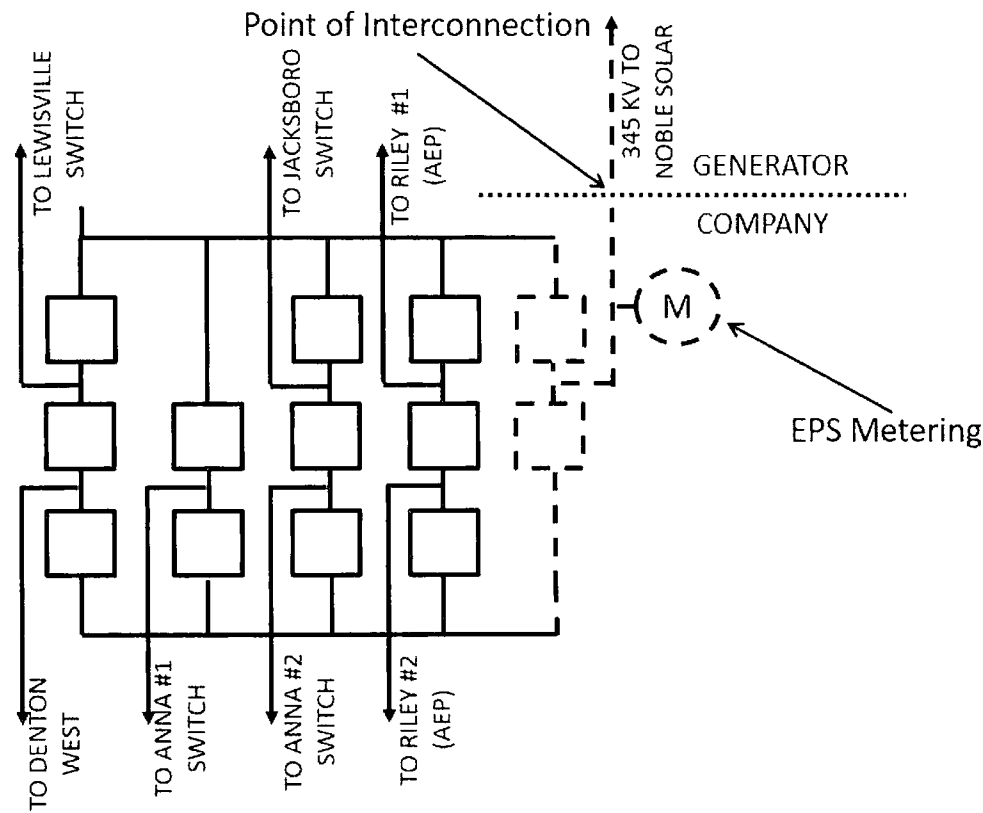 Point of Interconnection
TO LEWISVILLE
SWITCH
TO JACKSBORO
SWITCH
TO RILEY #1
(AEP)
345 KV TO
NOBLE SOLAR
GENERATOR
COMPANY
M
EPS Metering
TO DENTON
WEST
TO ANNA #1
SWITCH
TO ANNA #2
SWITCH
TO RILEY #2
(AEP)